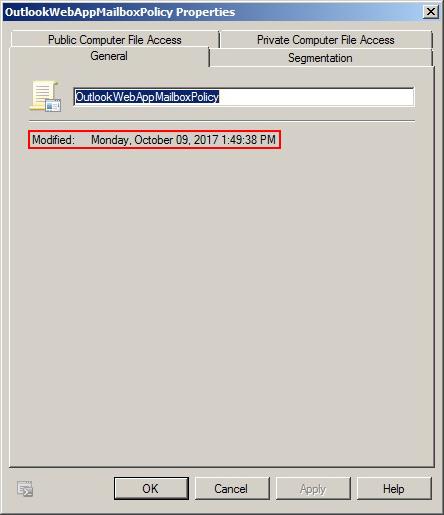 OutlookWebAppMailboxPolicy Properties
Public Computer File Access Private Computer File Access
General Segmentation
OutlookWebAppMailboxPolicy
Modified: Monday, October 09, 2017 1:49:38 PM
OK Cancel Apply Help